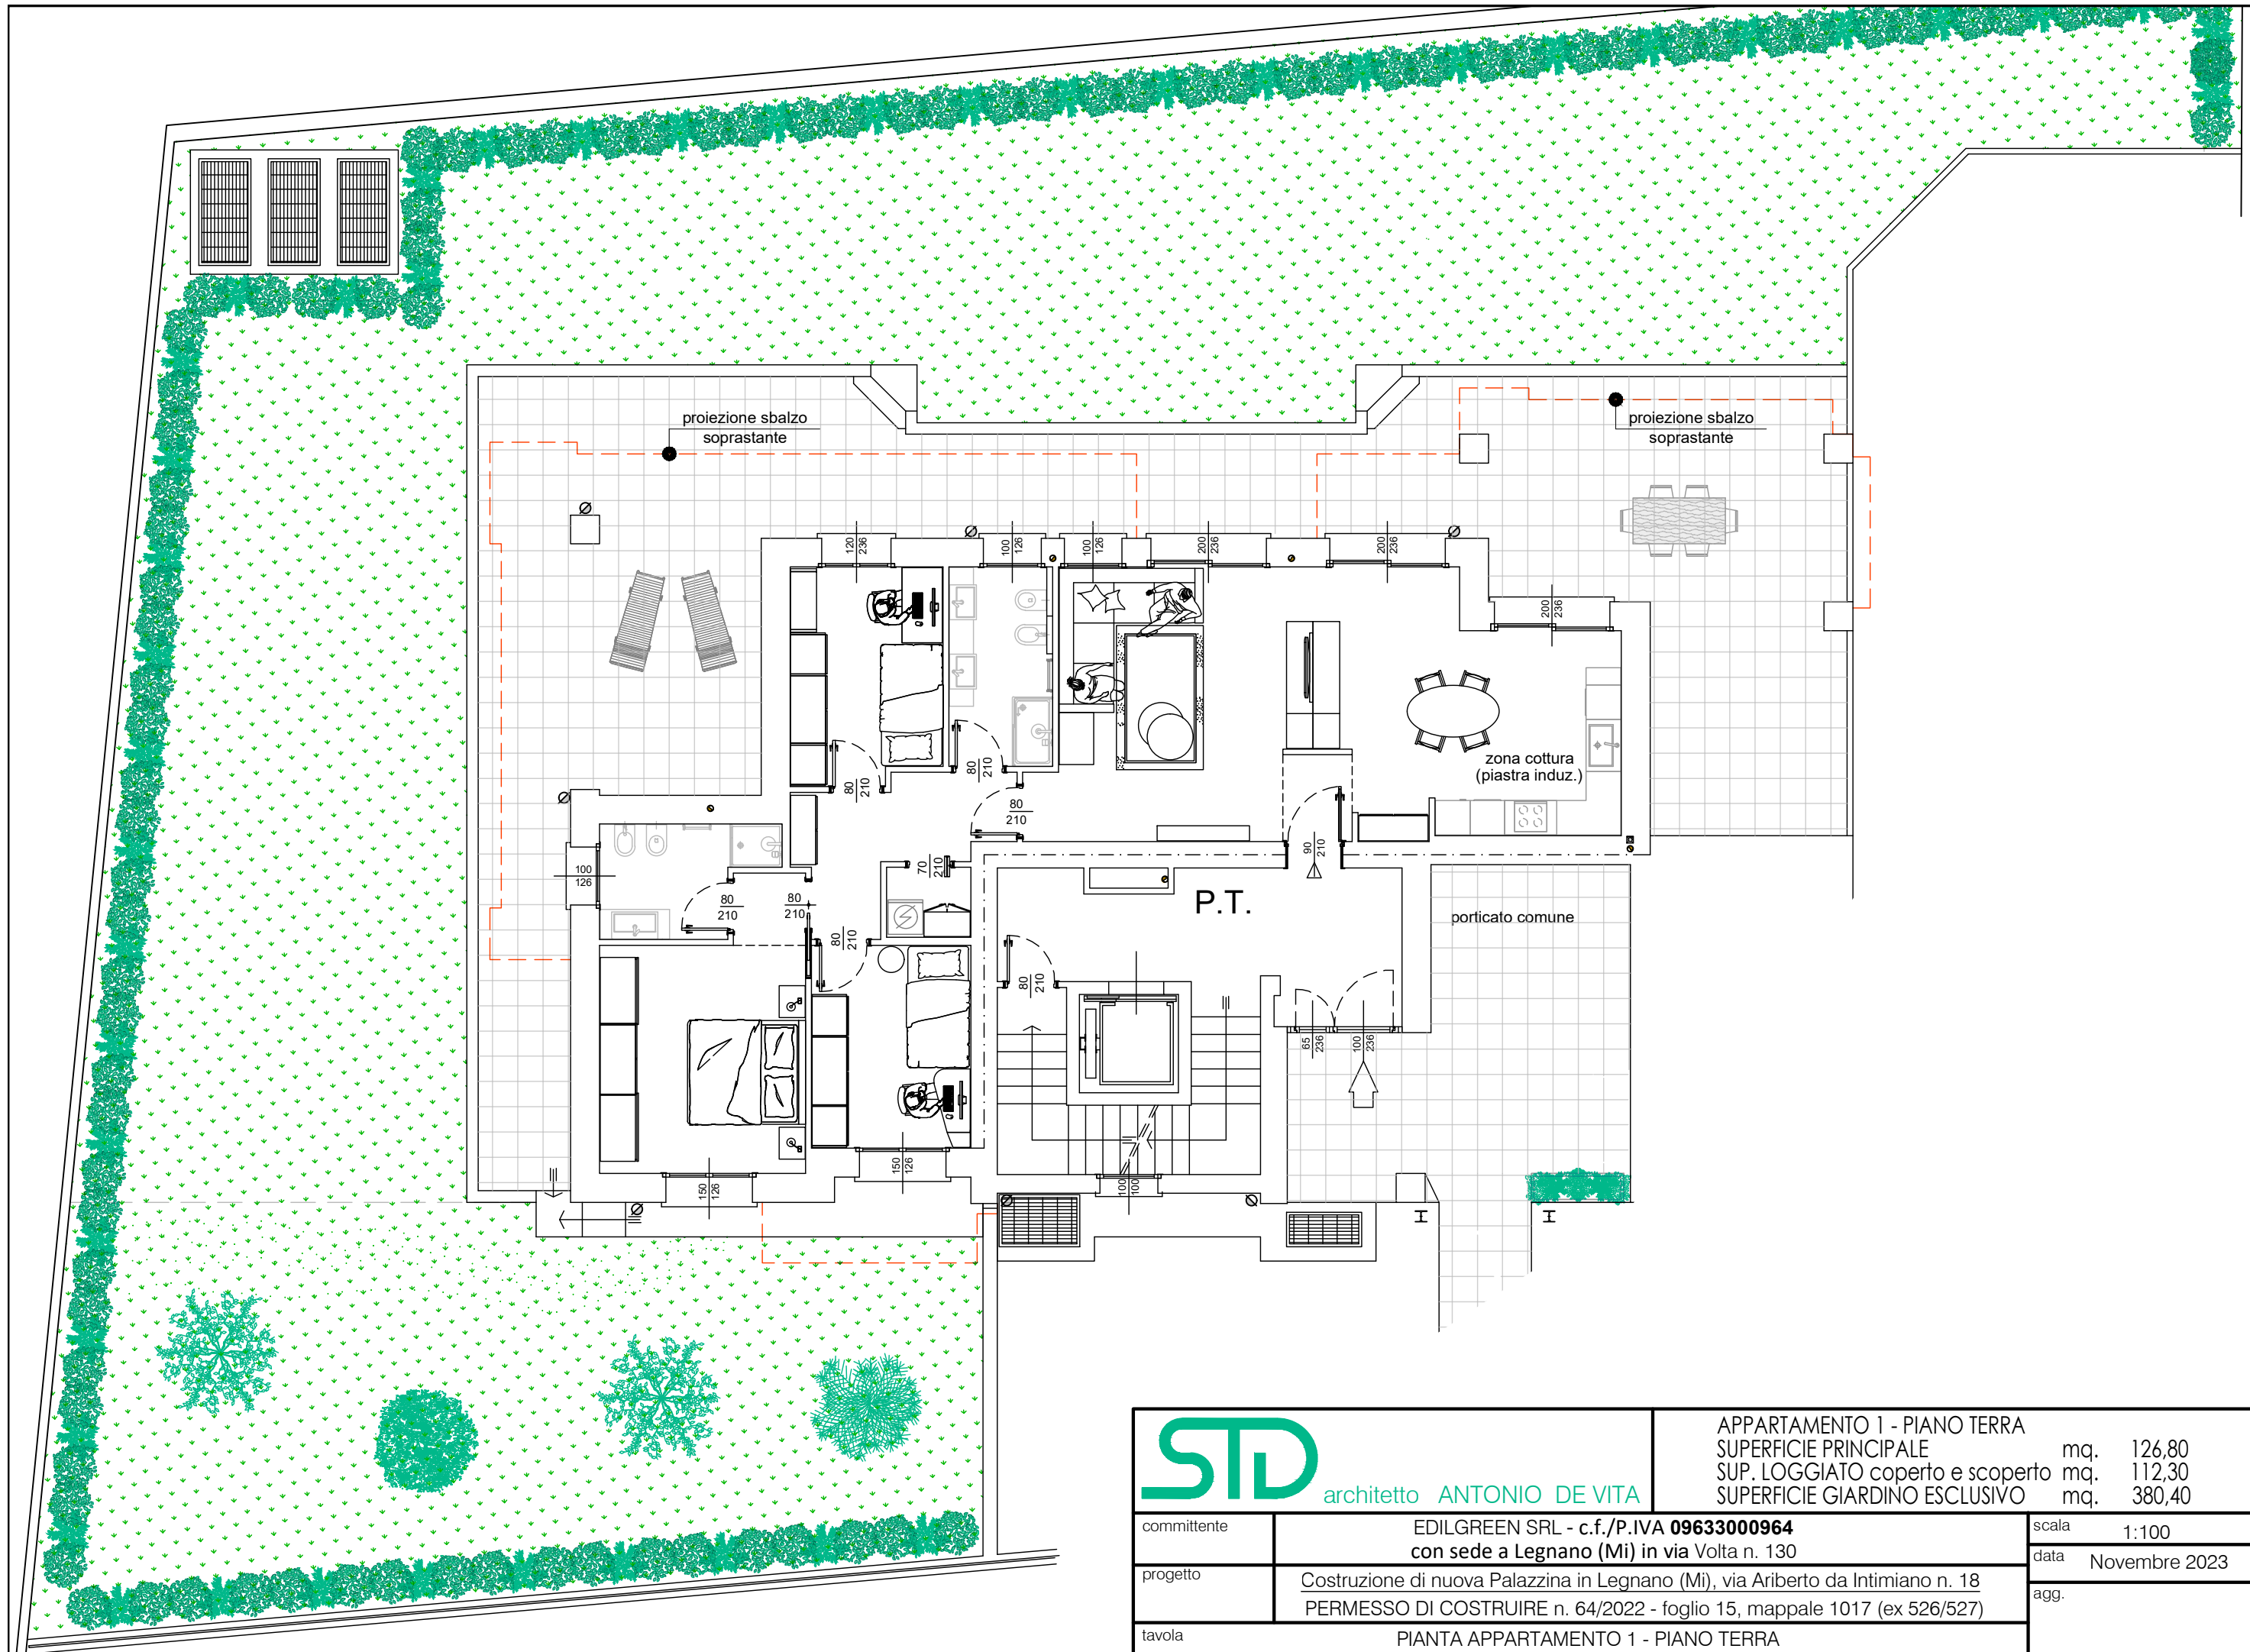 proiezione sbalzo
soprastante
proiezione sbalzo
soprastante
120
236
100
126
100
126
200
236
200
236
200
236
zona cottura
(piastra induz.)
80
210
80
210
80
210
90
210
70
210
100
126
80
210
80
210
80
210
P.T.
porticato comune
80
210
65
236
100
236
150
126
150
126
100
100
STD
architetto ANTONIO DE VITA
APPARTAMENTO 1 - PIANO TERRA
SUPERFICIE PRINCIPALE mq. 126,80
SUP. LOGGIATO coperto e scoperto mq. 112,30
SUPERFICIE GIARDINO ESCLUSIVO mq. 380,40
committente
EDILGREEN SRL - c.f./P.IVA 09633000964
con sede a Legnano (Mi) in via Volta n. 130
scala 1:100
data Novembre 2023
progetto
Costruzione di nuova Palazzina in Legnano (Mi), via Ariberto da Intimiano n. 18
PERMESSO DI COSTRUIRE n. 64/2022 - foglio 15, mappale 1017 (ex 526/527)
agg.
tavola
PIANTA APPARTAMENTO 1 - PIANO TERRA